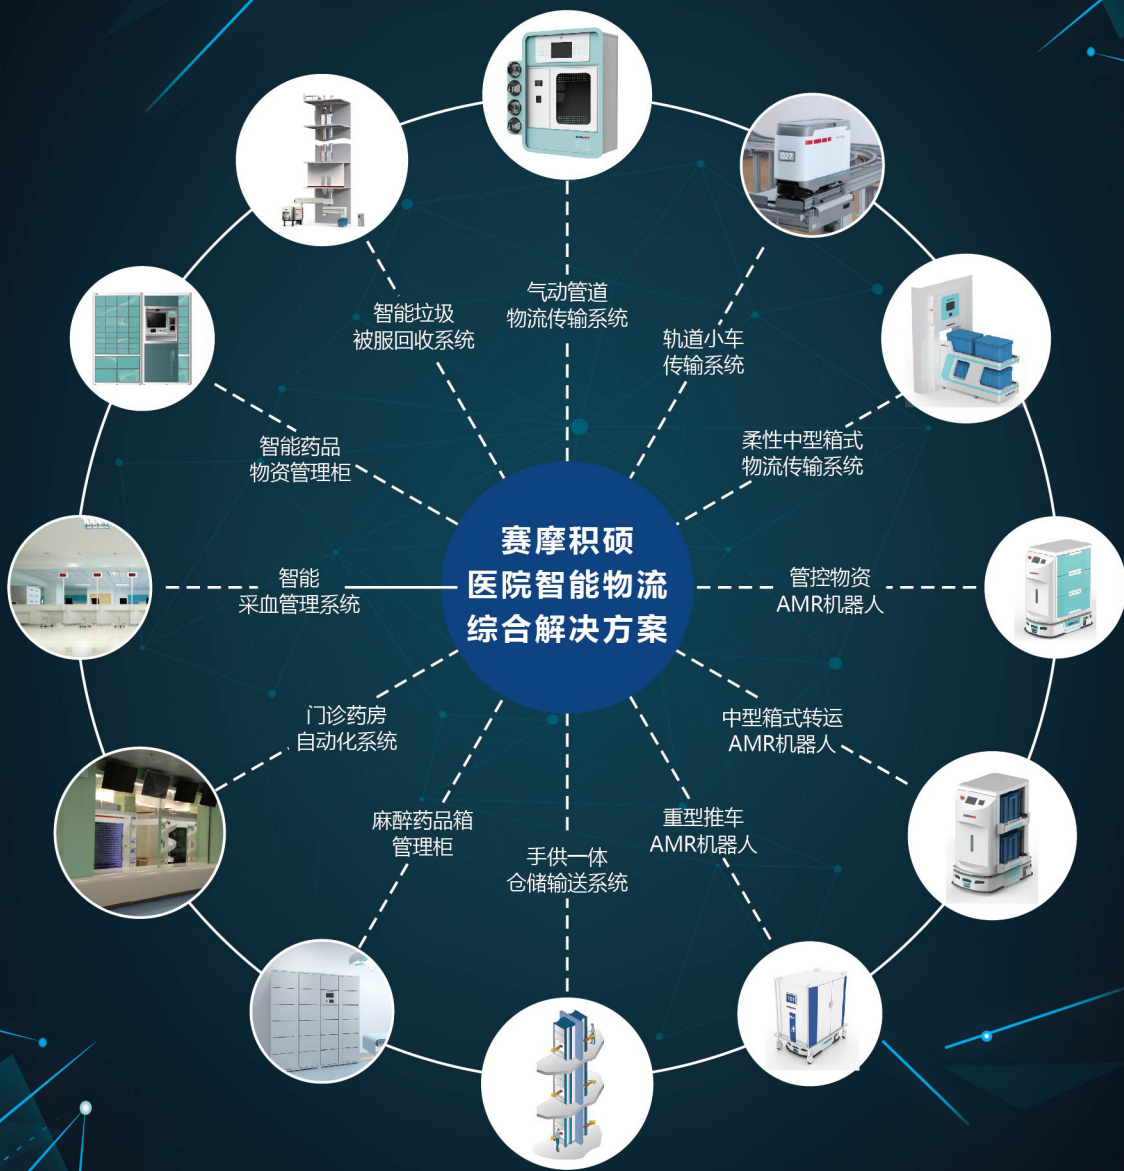 气动管道
物流传输系统
轨道小车
传输系统
柔性中型箱式
物流传输系统
管控物资
AMR机器人
中型箱式转运
AMR机器人
重型推车
AMR机器人
手供一体
仓储输送系统
麻醉药品箱
管理柜
门诊药房
自动化系统
智能
采血管理系统
智能药品
物资管理柜
智能垃圾
被服回收系统
赛摩积硕
医院智能物流
综合解决方案